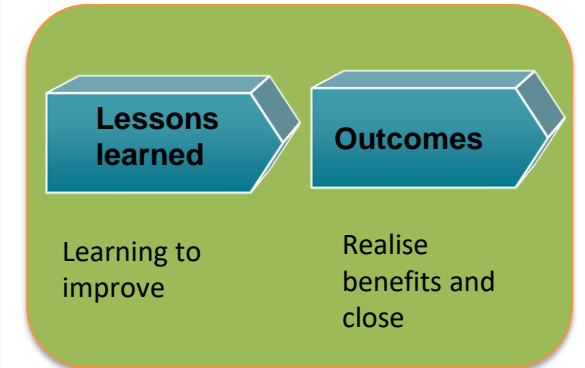 Lessons
learned
Outcomes
Learning to
improve
Realise
benefits and
close